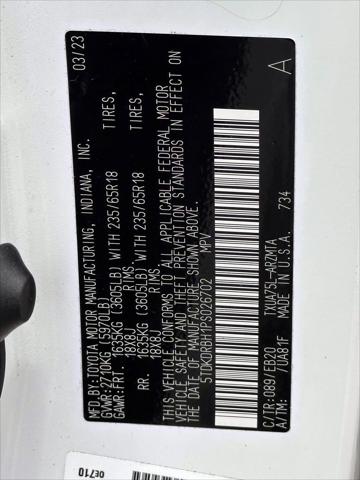 MFD.BY:TOYOTA MOTOR MANUFACTURING, INDIANA, INC. 03/23
GVWR:2710KG(5970LB)
GAWR:FRT. 1635KG (3605LB) WITH 235/65R18 TIRES,
18X8J RIMS
RR. 1635KG (3605LB) WITH 235/65R18 TIRES,
18X8J RIMS
THIS VEHICLE CONFORMS TO ALL APPLICABLE FEDERAL MOTOR
VEHICLE SAFETY AND THEFT PREVENTION STANDARDS IN EFFECT ON
THE DATE OF MANUFACTURE SHOWN ABOVE.
MPV
C/TR:089/EB20 TXUA75L-ARZMTA
A/TM: /UA81F MADE IN U.S.A. 734
A
0E710